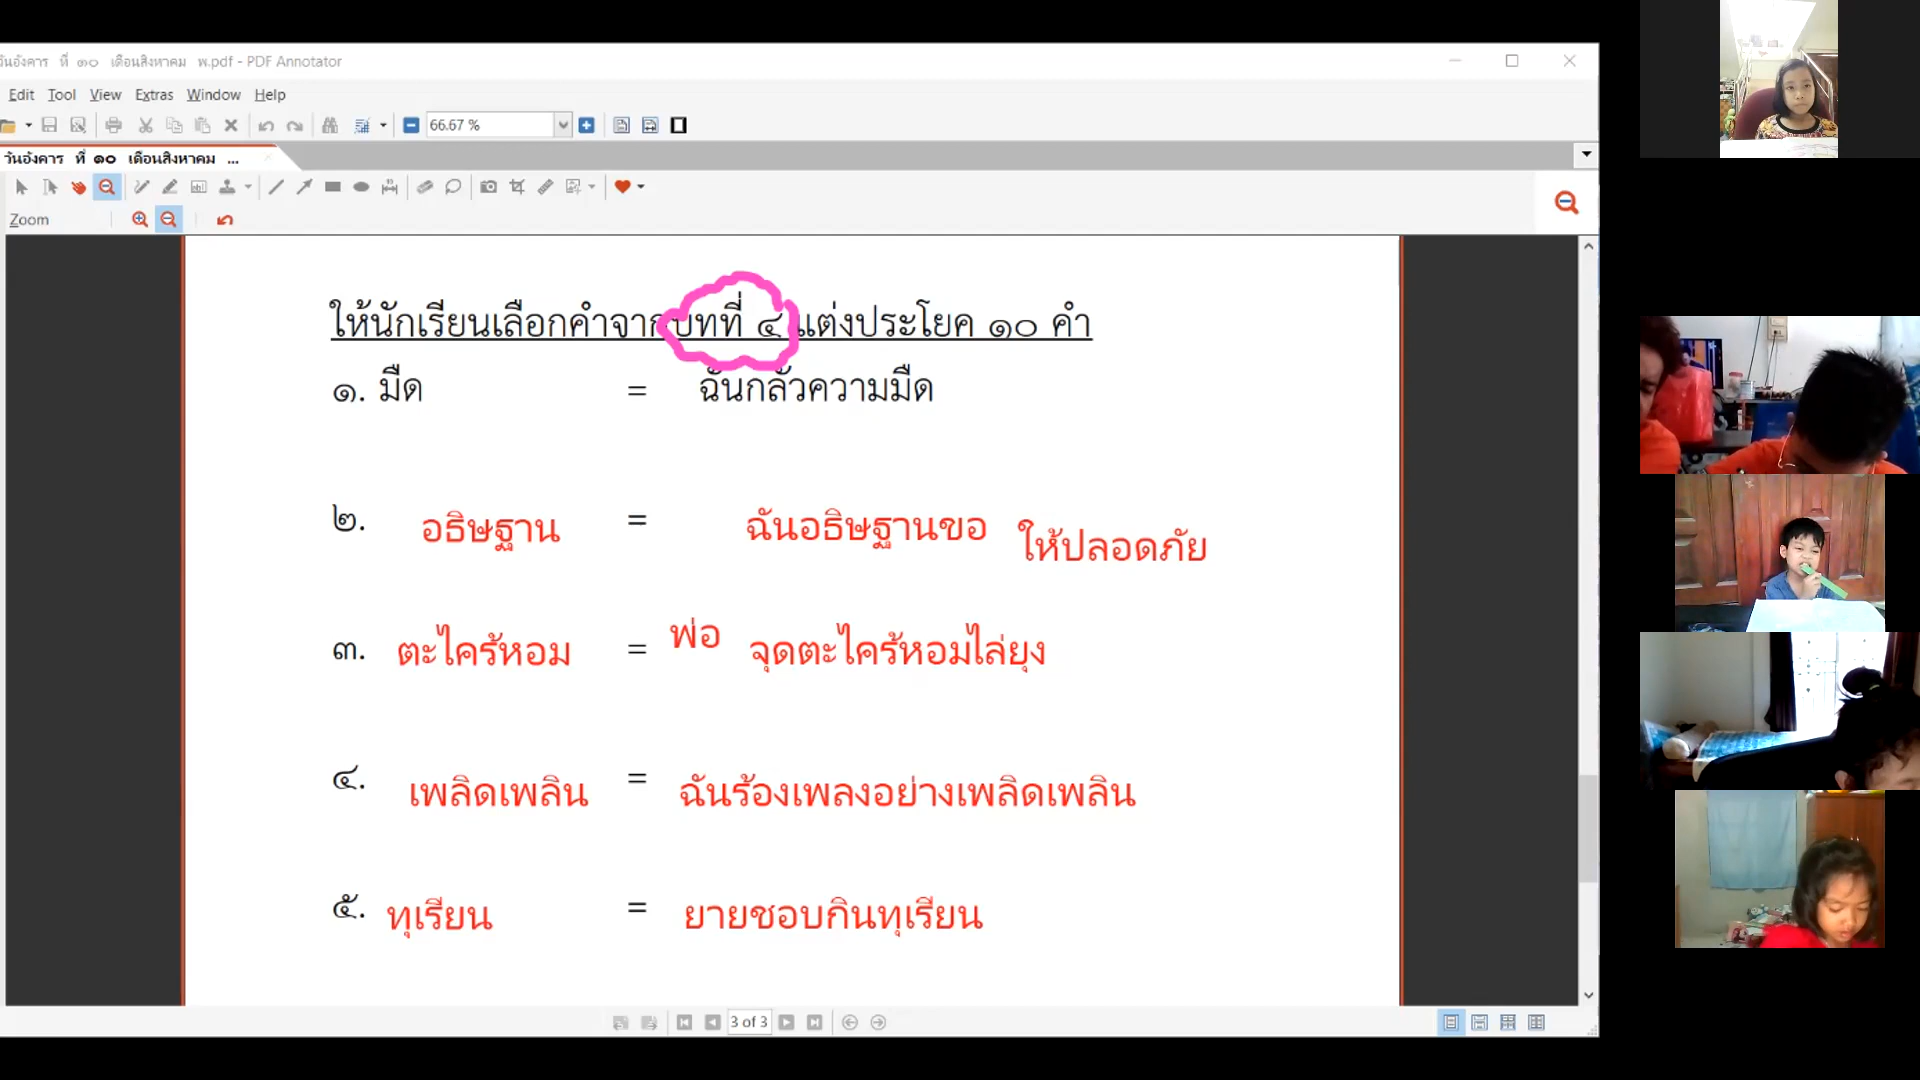 วันอังคาร ที่ ๑๐ เดือนสิงหาคม พ.pdf - PDF Annotator
Edit Tool View Extras Window Help
66.67 %
วันอังคาร ที่ ๑๐ เดือนสิงหาคม ...
Zoom
ให้นักเรียนเลือกคำจากบทที่ ๔ แต่งประโยค ๑๐ คำ
๑. มืด = ฉันกลัวความมืด
๒. อธิษฐาน = ฉันอธิษฐานขอ ให้ปลอดภัย
๓. ตะไคร้หอม = พ่อ จุดตะไคร้หอมไล่ยุง
๔. เพลิดเพลิน = ฉันร้องเพลงอย่างเพลิดเพลิน
๕. ทุเรียน = ยายชอบกินทุเรียน
3 of 3